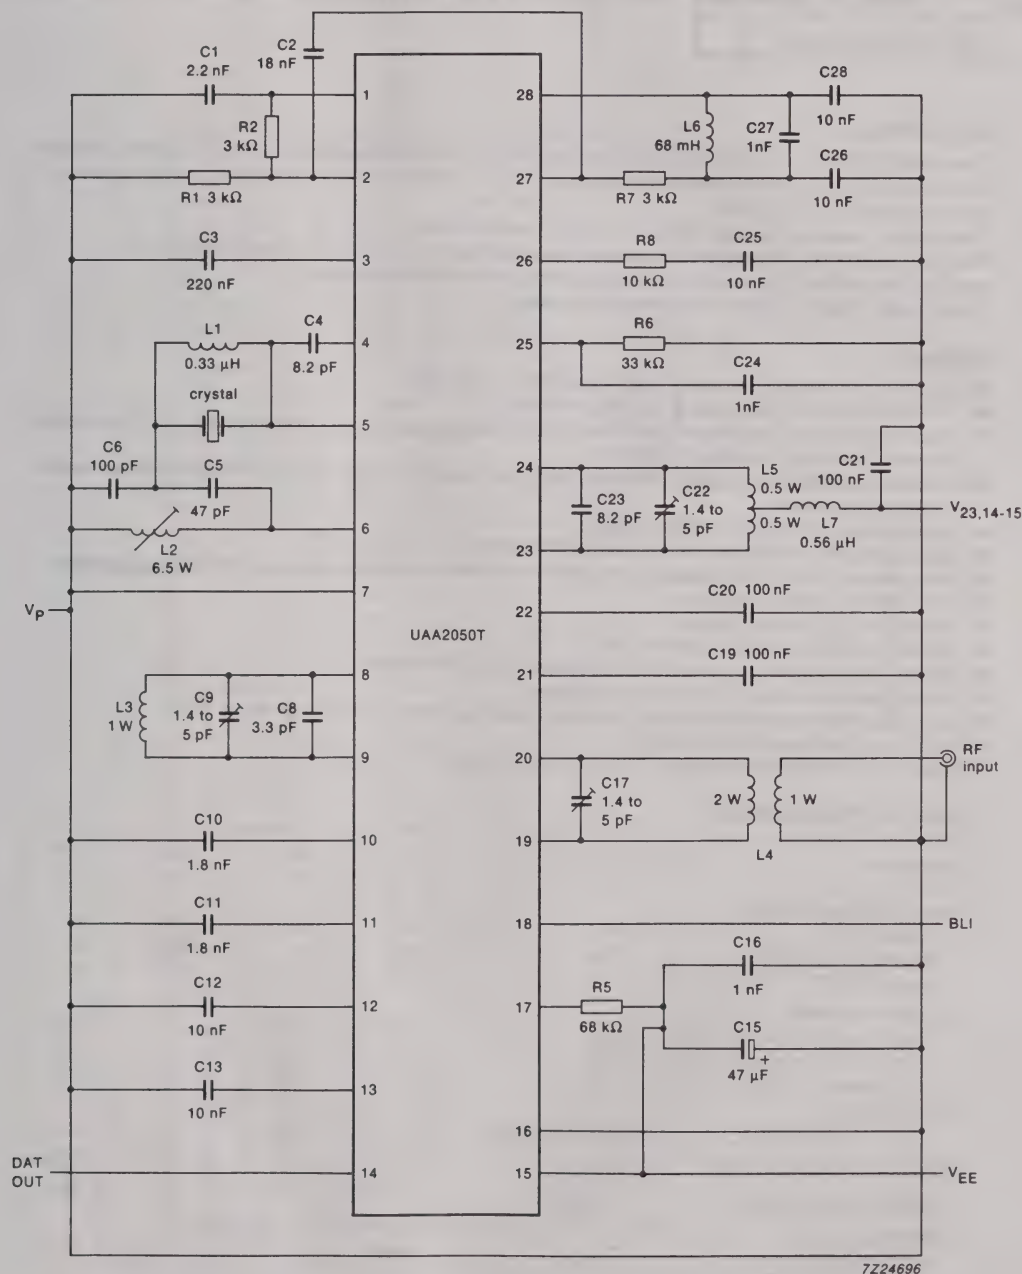 C1
2.2 nF
C2
18 nF
R2
3 kΩ
R1 3 kΩ
C3
220 nF
L1
0.33 μH
C4
8.2 pF
crystal
C6
100 pF
C5
47 pF
L2
6.5 W
VP
L3
1 W
C9
1.4 to
5 pF
C8
3.3 pF
C10
1.8 nF
C11
1.8 nF
C12
10 nF
C13
10 nF
DAT
OUT
1
2
3
4
5
6
7
8
9
10
11
12
13
14
UAA2050T
28
27
26
25
24
23
22
21
20
19
18
17
16
15
L6
68 mH
C27
1nF
C28
10 nF
C26
10 nF
R7 3 kΩ
R8
10 kΩ
C25
10 nF
R6
33 kΩ
C24
1nF
C23
8.2 pF
C22
1.4 to
5 pF
L5
0.5 W
0.5 W
L7
0.56 μH
C21
100 nF
V23,14-15
C20 100 nF
C19 100 nF
C17
1.4 to
5 pF
2 W
1 W
L4
RF
input
BLI
C16
1 nF
R5
68 kΩ
C15
+
47 μF
VEE
7Z24696